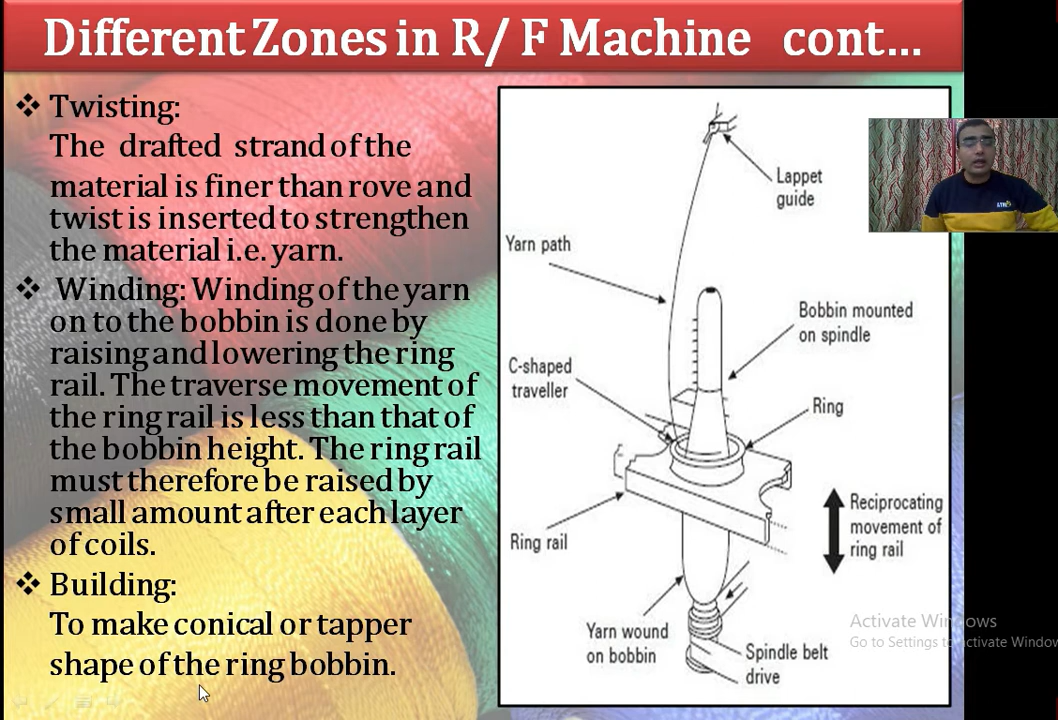 Different Zones in R/ F Machine cont...
❖ Twisting:
The drafted strand of the
material is finer than rove and
twist is inserted to strengthen
the material i.e. yarn.
❖ Winding: Winding of the yarn
on to the bobbin is done by
raising and lowering the ring
rail. The traverse movement of
the ring rail is less than that of
the bobbin height. The ring rail
must therefore be raised by
small amount after each layer
of coils.
❖ Building:
To make conical or tapper
shape of the ring bobbin.
Lappet
guide
Yarn path
Bobbin mounted
on spindle
C-shaped
traveller
Ring
Ring rail
Reciprocating
movement of
ring rail
Yarn wound
on bobbin
Spindle belt
drive
Activate Windows
Go to Settings to activate Window